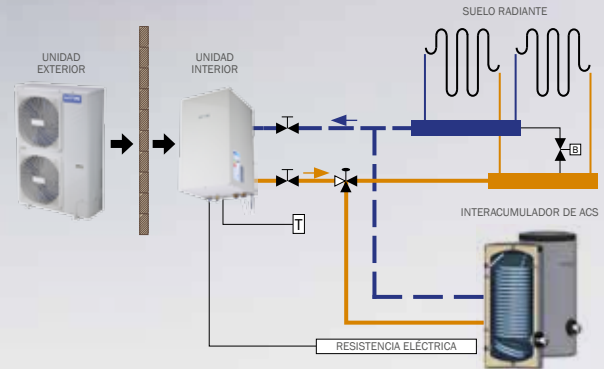 SUELO RADIANTE
UNIDAD
EXTERIOR
UNIDAD
INTERIOR
B
T
INTERACUMULADOR DE ACS
RESISTENCIA ELÉCTRICA